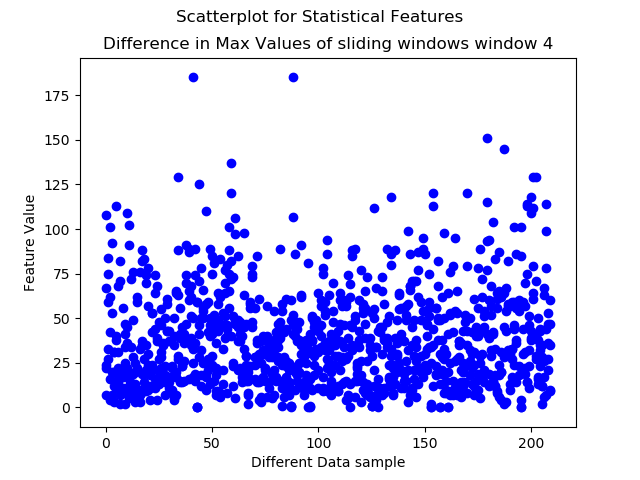 Scatterplot for Statistical Features
Difference in Max Values of sliding windows window 4
175
150
125
100
75
50
25
0
Feature Value
0 50 100 150 200
Different Data sample